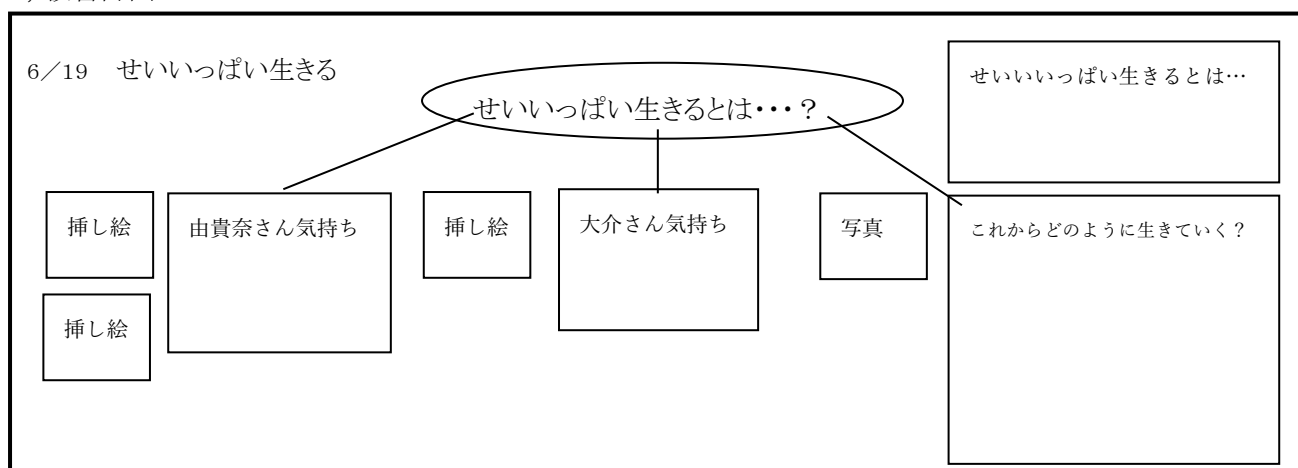 6／19　せいいっぱい生きる
せいいっぱい生きるとは・・・？
せいいいっぱい生きるとは…
挿し絵
由貴奈さん気持ち
挿し絵
大介さん気持ち
写真
これからどのように生きていく？
挿し絵